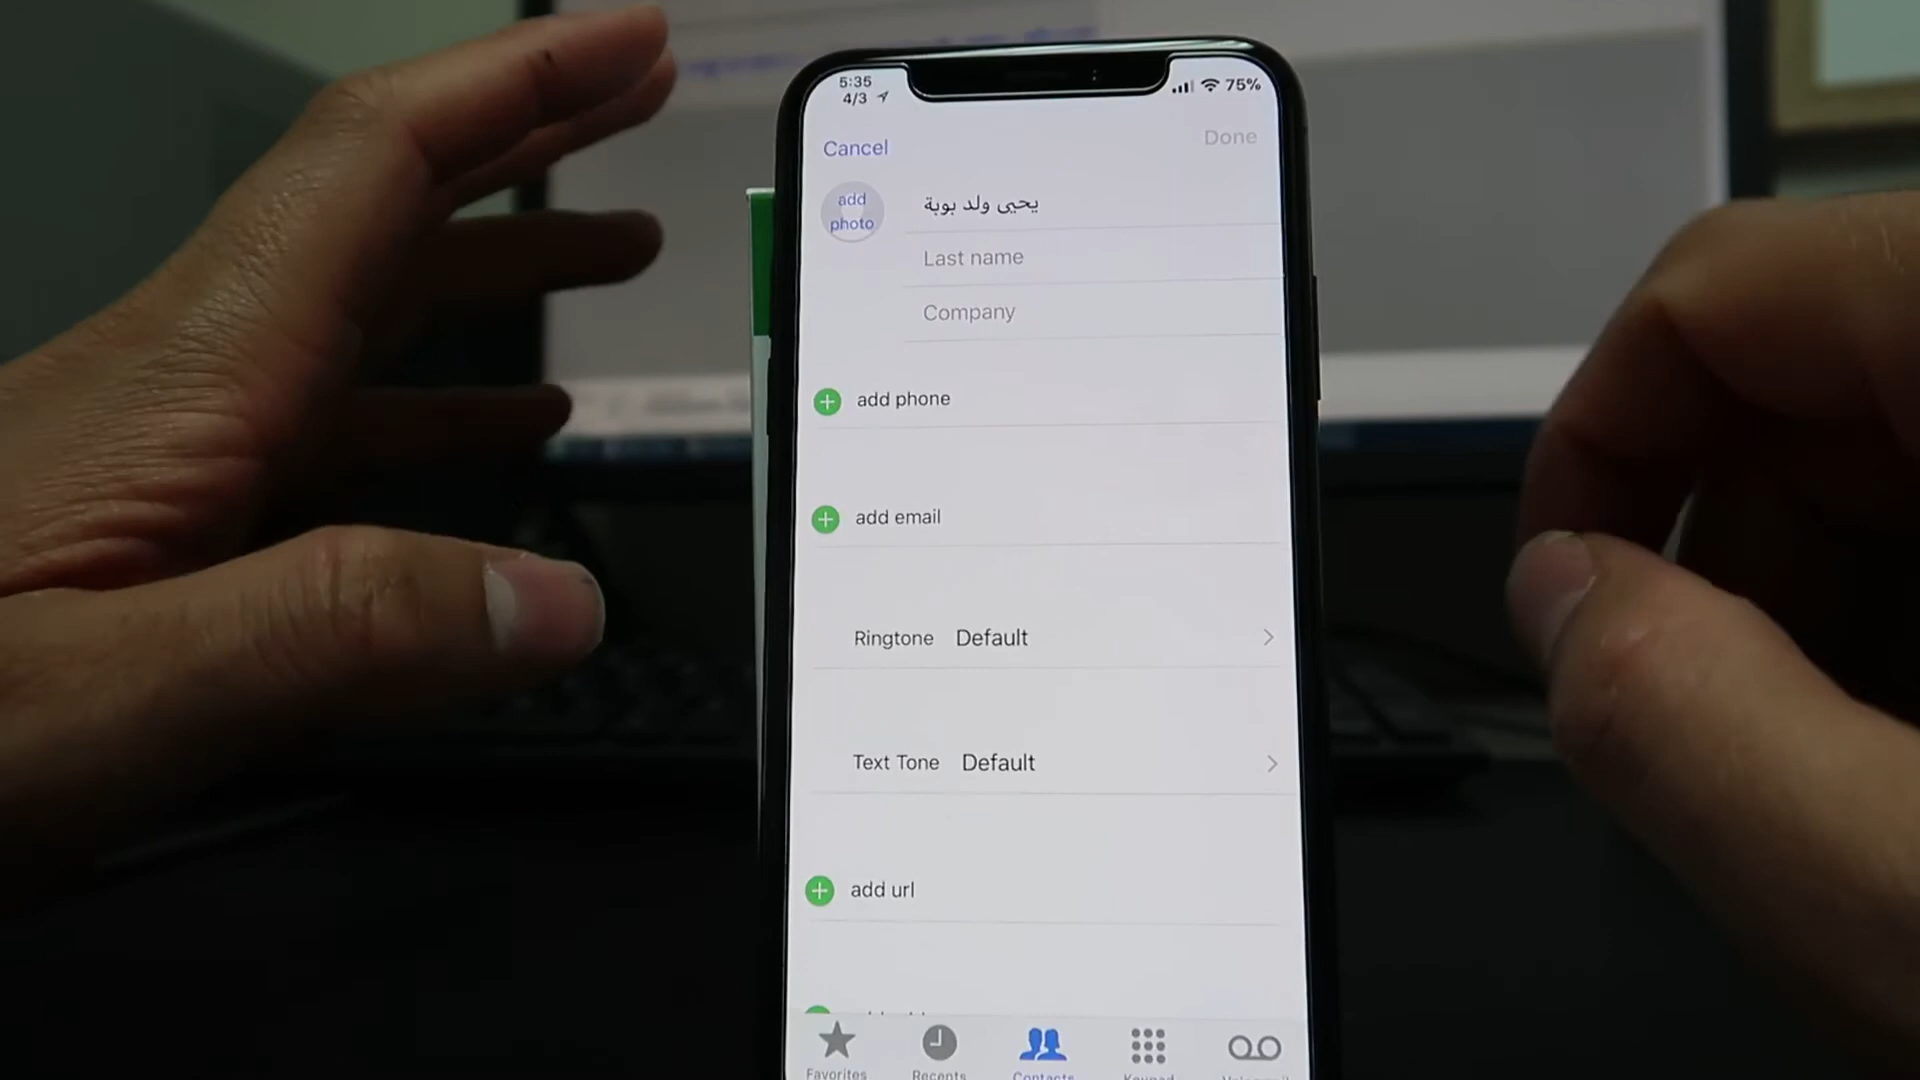 5:35
4/3
75%
Cancel
Done
add
photo
يحيى ولد بوبة
Last name
Company
add phone
add email
Ringtone Default
Text Tone Default
add url
Favorites
Recents
Contacts
Keypad